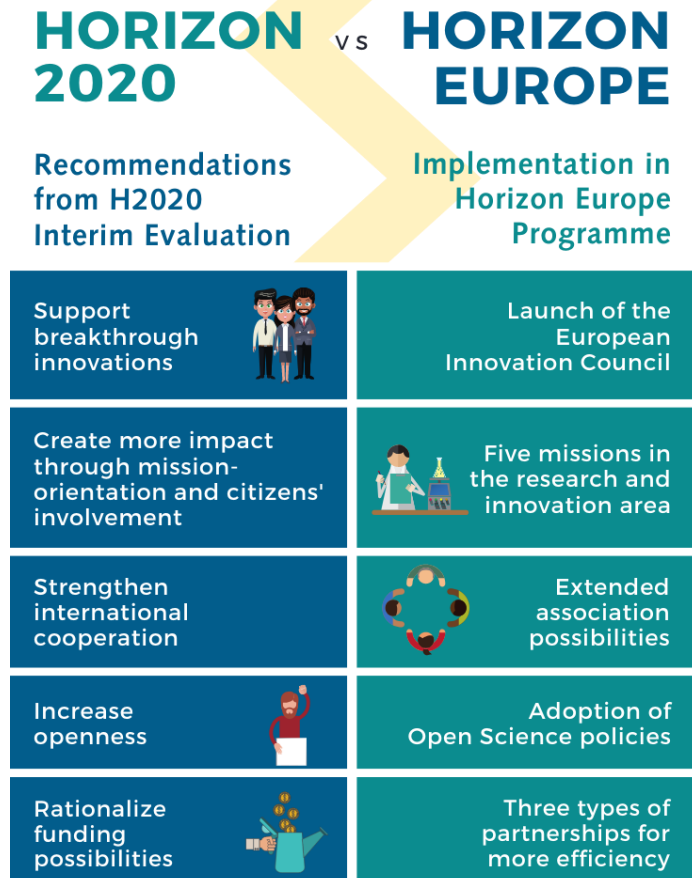 HORIZON vs HORIZON
2020 EUROPE
Recommendations
from H2020
Interim Evaluation
Implementation in
Horizon Europe
Programme
Support
breakthrough
innovations
Launch of the
European
Innovation Council
Create more impact
through mission-
orientation and citizens'
involvement
Five missions in
the research and
innovation area
Strengthen
international
cooperation
Extended
association
possibilities
Increase
openness
Adoption of
Open Science policies
Rationalize
funding
possibilities
Three types of
partnerships for
more efficiency